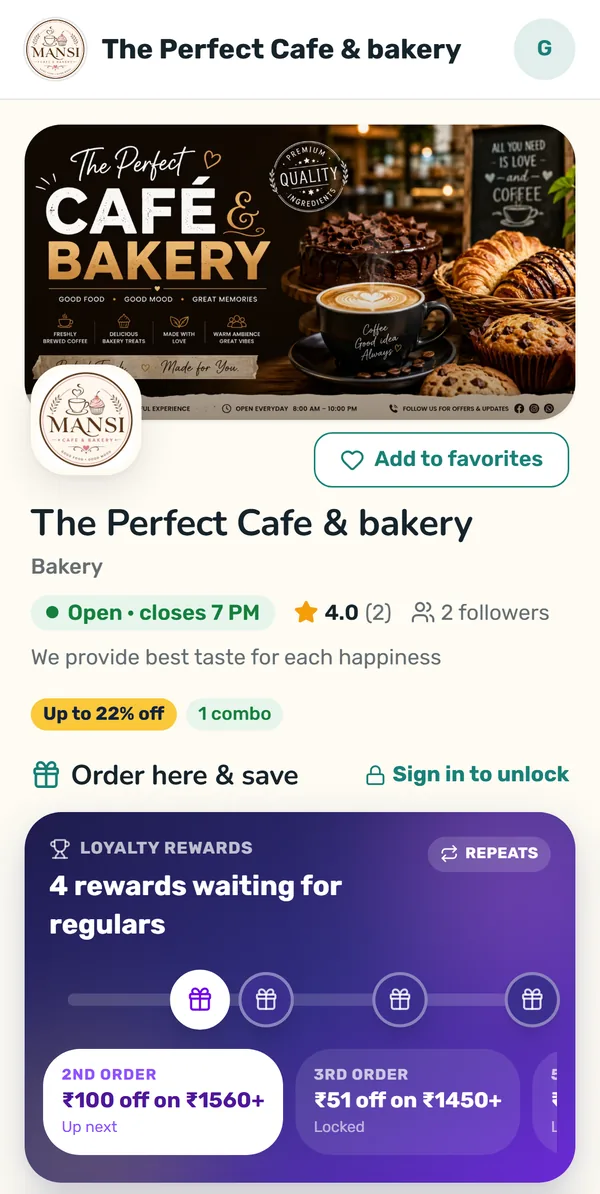 MANSI
The Perfect Cafe & bakery
G
The Perfect
CAFÉ &
BAKERY
PREMIUM
QUALITY
INGREDIENTS
ALL YOU NEED
IS LOVE
and
COFFEE
GOOD FOOD • GOOD MOOD • GREAT MEMORIES
FRESHLY
BREWED COFFEE
DELICIOUS
BAKERY TREATS
MADE WITH
LOVE
WARM AMBIENCE
GREAT VIBES
Coffee
Good idea
Always
Made for You.
EXPERIENCE
OPEN EVERYDAY 8:00 AM – 10:00 PM
FOLLOW US FOR OFFERS & UPDATES
MANSI
CAFE & BAKERY
Add to favorites
The Perfect Cafe & bakery
Bakery
Open • closes 7 PM
4.0 (2)
2 followers
We provide best taste for each happiness
Up to 22% off
1 combo
Order here & save
Sign in to unlock
LOYALTY REWARDS
REPEATS
4 rewards waiting for
regulars
2ND ORDER
₹100 off on ₹1560+
Up next
3RD ORDER
₹51 off on ₹1450+
Locked